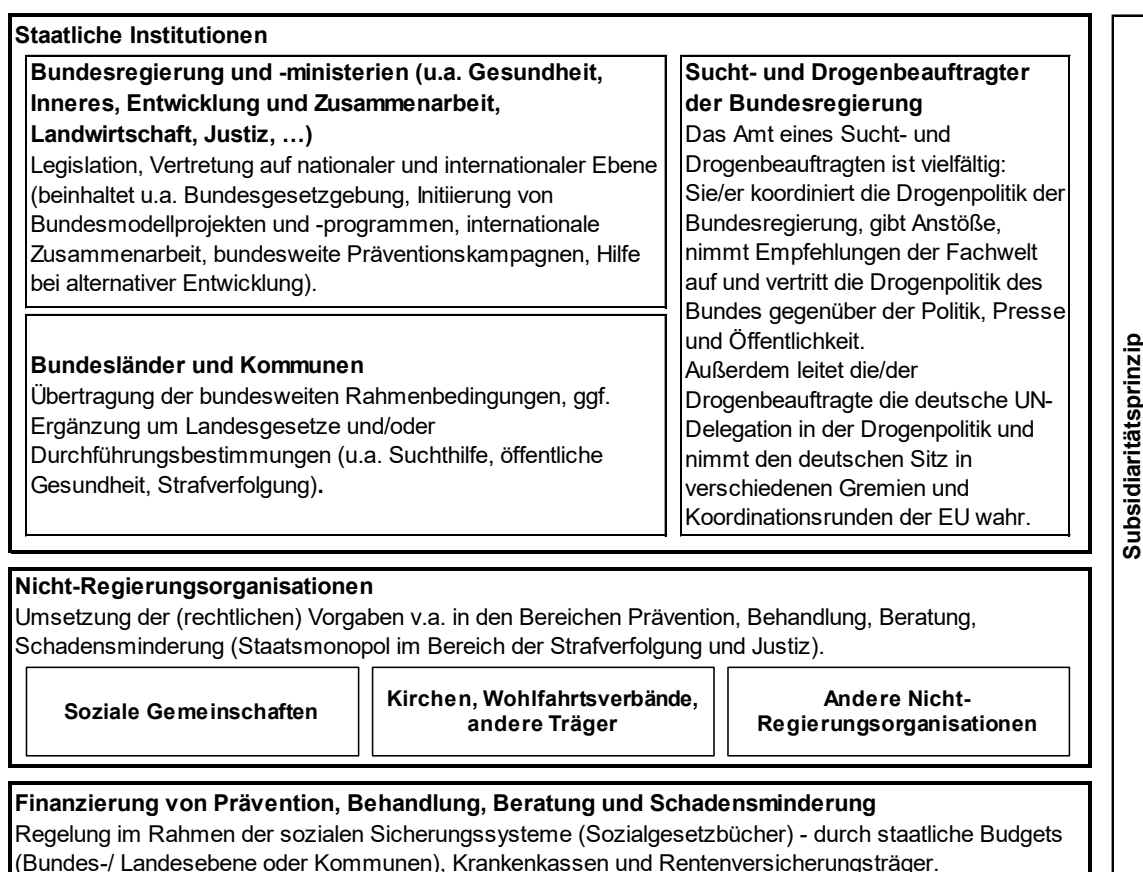 Staatliche Institutionen
Bundesregierung und -ministerien (u.a. Gesundheit,
Inneres, Entwicklung und Zusammenarbeit,
Landwirtschaft, Justiz, …)
Legislation, Vertretung auf nationaler und internationaler Ebene
(beinhaltet u.a. Bundesgesetzgebung, Initiierung von
Bundesmodellprojekten und -programmen, internationale
Zusammenarbeit, bundesweite Präventionskampagnen, Hilfe
bei alternativer Entwicklung).
Bundesländer und Kommunen
Übertragung der bundesweiten Rahmenbedingungen, ggf.
Ergänzung um Landesgesetze und/oder
Durchführungsbestimmungen (u.a. Suchthilfe, öffentliche
Gesundheit, Strafverfolgung).
Sucht- und Drogenbeauftragter
der Bundesregierung
Das Amt eines Sucht- und
Drogenbeauftragten ist vielfältig:
Sie/er koordiniert die Drogenpolitik der
Bundesregierung, gibt Anstöße,
nimmt Empfehlungen der Fachwelt
auf und vertritt die Drogenpolitik des
Bundes gegenüber der Politik, Presse
und Öffentlichkeit.
Außerdem leitet die/der
Drogenbeauftragte die deutsche UN-
Delegation in der Drogenpolitik und
nimmt den deutschen Sitz in
verschiedenen Gremien und
Koordinationsrunden der EU wahr.
Nicht-Regierungsorganisationen
Umsetzung der (rechtlichen) Vorgaben v.a. in den Bereichen Prävention, Behandlung, Beratung,
Schadensminderung (Staatsmonopol im Bereich der Strafverfolgung und Justiz).
Soziale Gemeinschaften
Kirchen, Wohlfahrtsverbände,
andere Träger
Andere Nicht-
Regierungsorganisationen
Finanzierung von Prävention, Behandlung, Beratung und Schadensminderung
Regelung im Rahmen der sozialen Sicherungssysteme (Sozialgesetzbücher) - durch staatliche Budgets
(Bundes-/ Landesebene oder Kommunen), Krankenkassen und Rentenversicherungsträger.
Subsidiaritätsprinzip